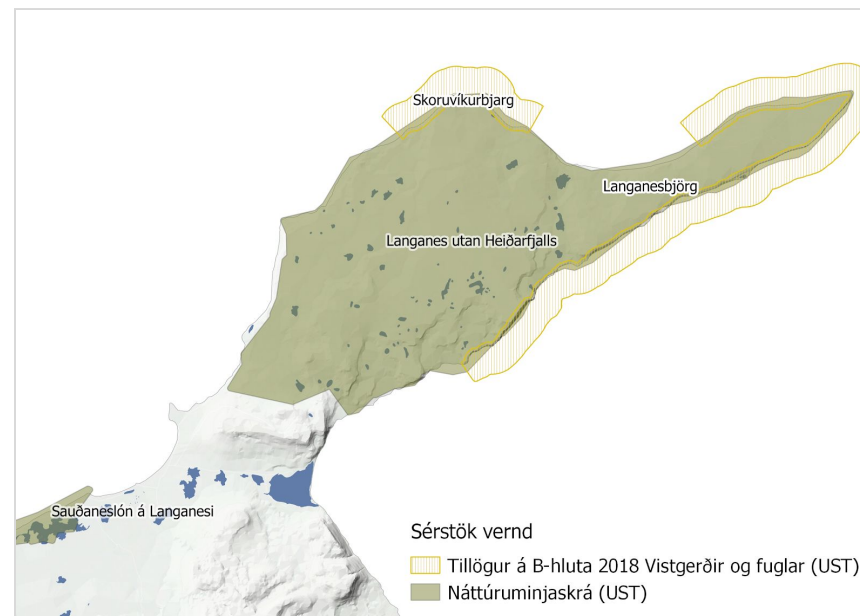 Skoruvíkurbjarg
Langanesbjörg
Langanes utan Heiðarfjalls
Sauðaneslón á Langanesi
Sérstök vernd
Tillögur á B-hluta 2018 Vistgerðir og fuglar (UST)
Náttúruminjaskrá (UST)